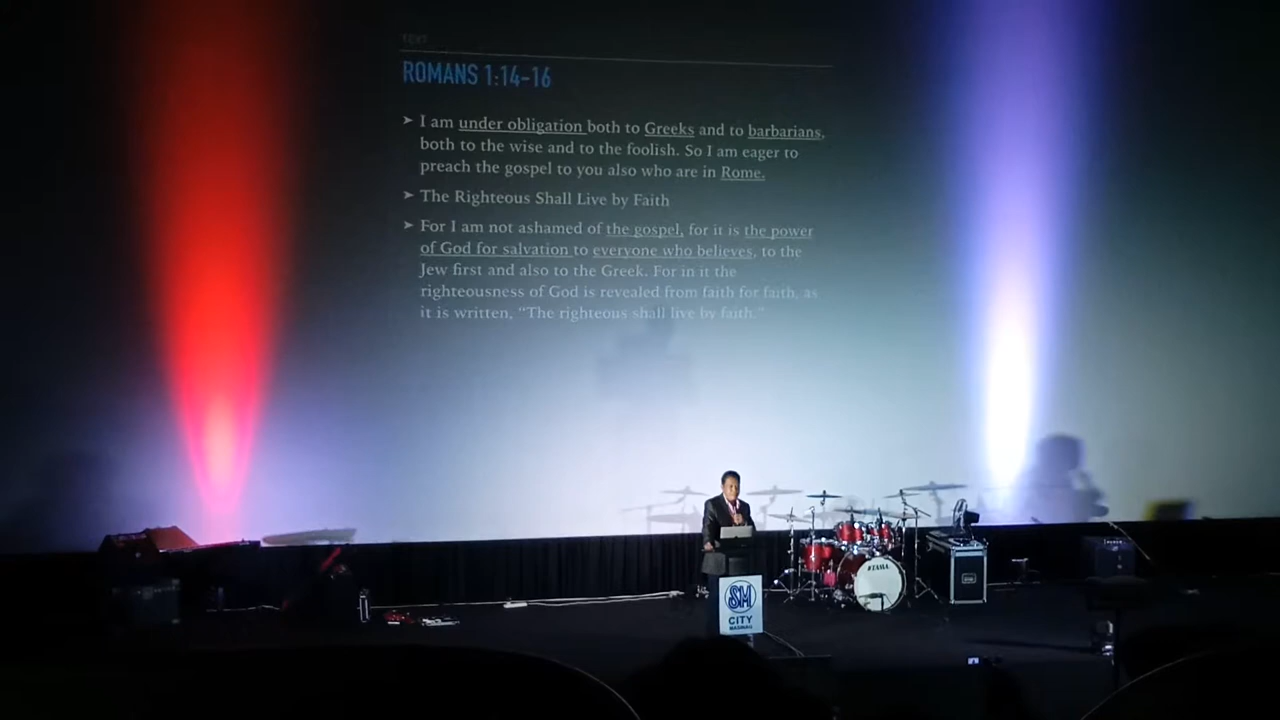 TEXT
ROMANS 1:14-16
➤ I am under obligation both to Greeks and to barbarians,
both to the wise and to the foolish. So I am eager to
preach the gospel to you also who are in Rome.
➤ The Righteous Shall Live by Faith
➤ For I am not ashamed of the gospel, for it is the power
of God for salvation to everyone who believes, to the
Jew first and also to the Greek. For in it the
righteousness of God is revealed from faith for faith, as
it is written, “The righteous shall live by faith.”
TAMA
SM
CITY
MASINAG